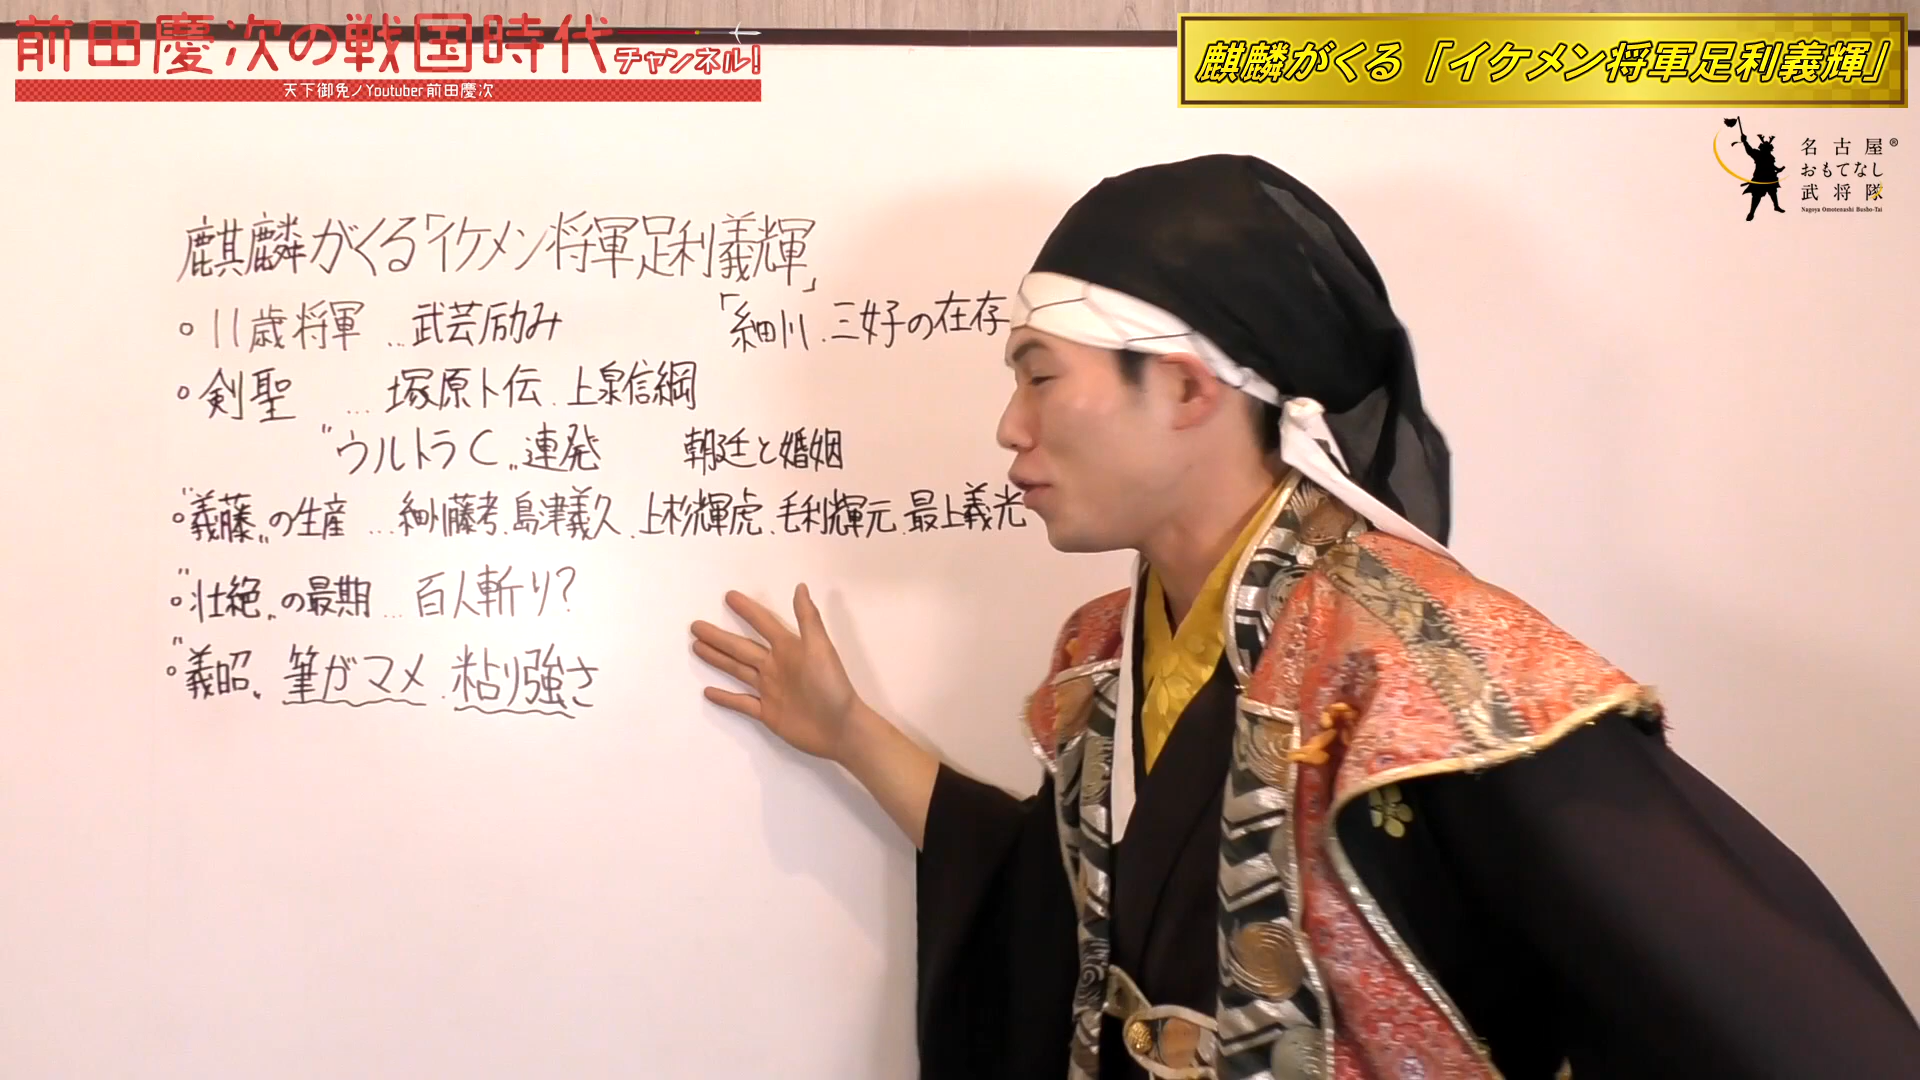 前田慶次の戦国時代チャンネル!
天下御免ノYoutuber前田慶次
麒麟がくる「イケメン将軍足利義輝」
名古屋®
おもてなし
武将隊
Nagoya Omotenashi Busho-Tai
麒麟がくる「イケメン将軍足利義輝」
○11歳将軍…武芸励み 「細川.三好の在存
○剣聖 …塚原卜伝.上泉信綱
"ウルトラC"連発 朝廷と婚姻
○"義藤"の生産…細川藤孝.島津義久.上杉輝虎.毛利輝元.最上義光
○"壮絶"の最期…百人斬り?
○"義昭"筆がマメ.粘り強さ